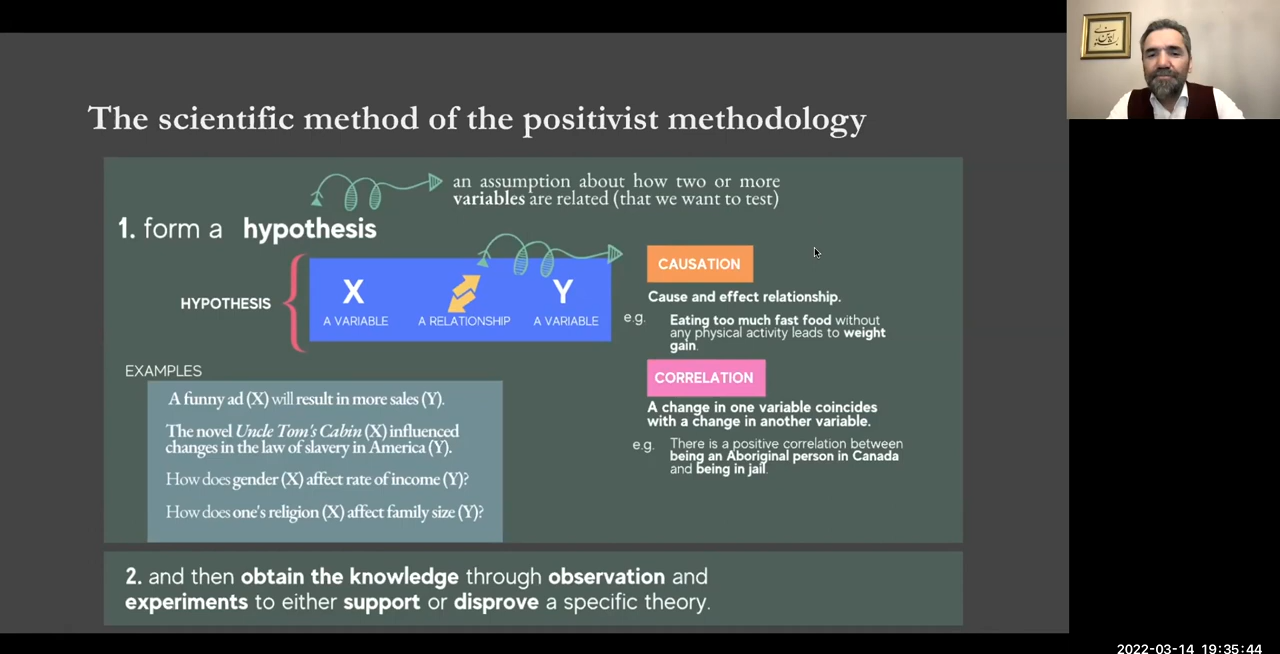 The scientific method of the positivist methodology
an assumption about how two or more
variables are related (that we want to test)
1. form a hypothesis
HYPOTHESIS
X
A VARIABLE
A RELATIONSHIP
Y
A VARIABLE
CAUSATION
Cause and effect relationship.
e.g.
Eating too much fast food without
any physical activity leads to weight
gain.
CORRELATION
A change in one variable coincides
with a change in another variable.
e.g.
There is a positive correlation between
being an Aboriginal person in Canada
and being in jail.
EXAMPLES
A funny ad (X) will result in more sales (Y).
The novel Uncle Tom's Cabin (X) influenced
changes in the law of slavery in America (Y).
How does gender (X) affect rate of income (Y)?
How does one's religion (X) affect family size (Y)?
2. and then obtain the knowledge through observation and
experiments to either support or disprove a specific theory.
2022-03-14 19:35:44